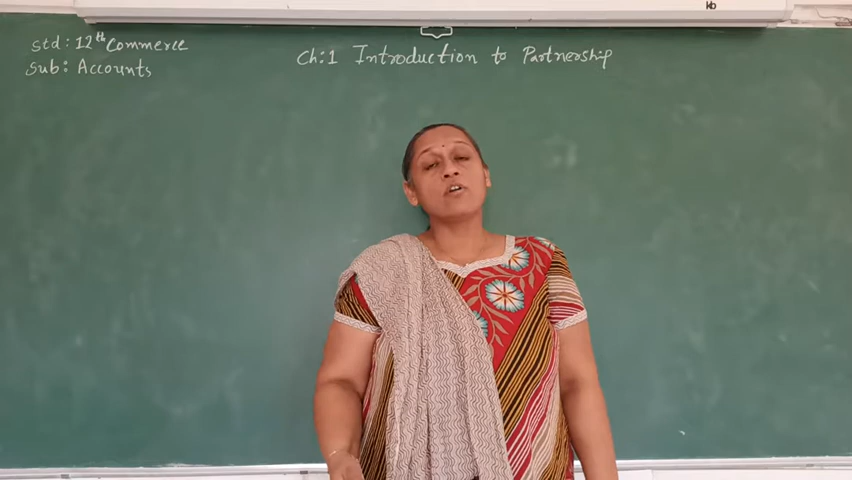 std: 12th Commerce
Sub: Accounts
Ch:1 Introduction to Partnership